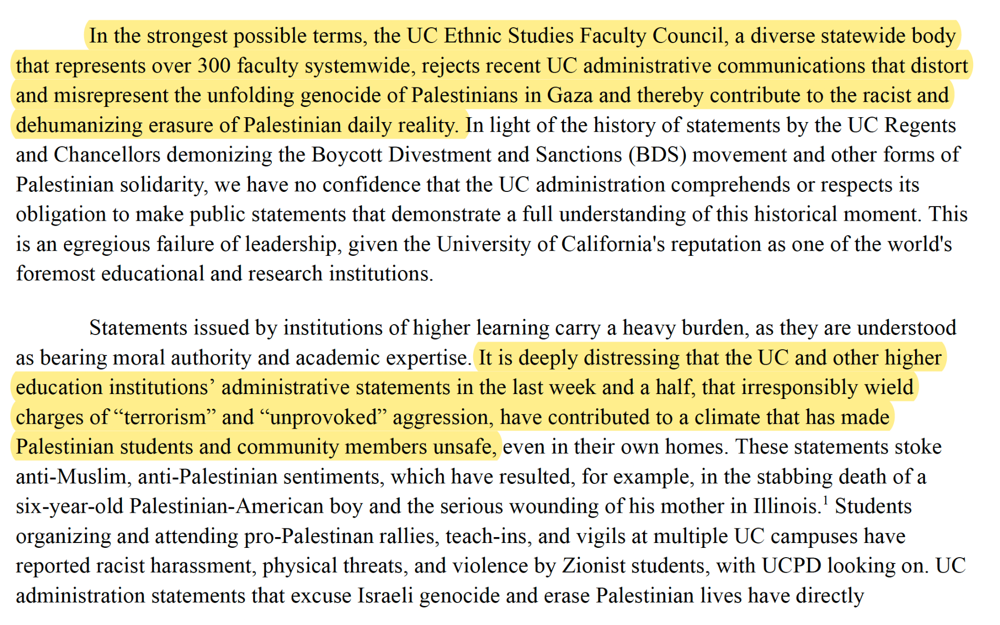 In the strongest possible terms, the UC Ethnic Studies Faculty Council, a diverse statewide body
that represents over 300 faculty systemwide, rejects recent UC administrative communications that distort
and misrepresent the unfolding genocide of Palestinians in Gaza and thereby contribute to the racist and
dehumanizing erasure of Palestinian daily reality. In light of the history of statements by the UC Regents
and Chancellors demonizing the Boycott Divestment and Sanctions (BDS) movement and other forms of
Palestinian solidarity, we have no confidence that the UC administration comprehends or respects its
obligation to make public statements that demonstrate a full understanding of this historical moment. This
is an egregious failure of leadership, given the University of California's reputation as one of the world's
foremost educational and research institutions.
Statements issued by institutions of higher learning carry a heavy burden, as they are understood
as bearing moral authority and academic expertise. It is deeply distressing that the UC and other higher
education institutions’ administrative statements in the last week and a half, that irresponsibly wield
charges of “terrorism” and “unprovoked” aggression, have contributed to a climate that has made
Palestinian students and community members unsafe, even in their own homes. These statements stoke
anti-Muslim, anti-Palestinian sentiments, which have resulted, for example, in the stabbing death of a
six-year-old Palestinian-American boy and the serious wounding of his mother in Illinois.¹ Students
organizing and attending pro-Palestinan rallies, teach-ins, and vigils at multiple UC campuses have
reported racist harassment, physical threats, and violence by Zionist students, with UCPD looking on. UC
administration statements that excuse Israeli genocide and erase Palestinian lives have directly